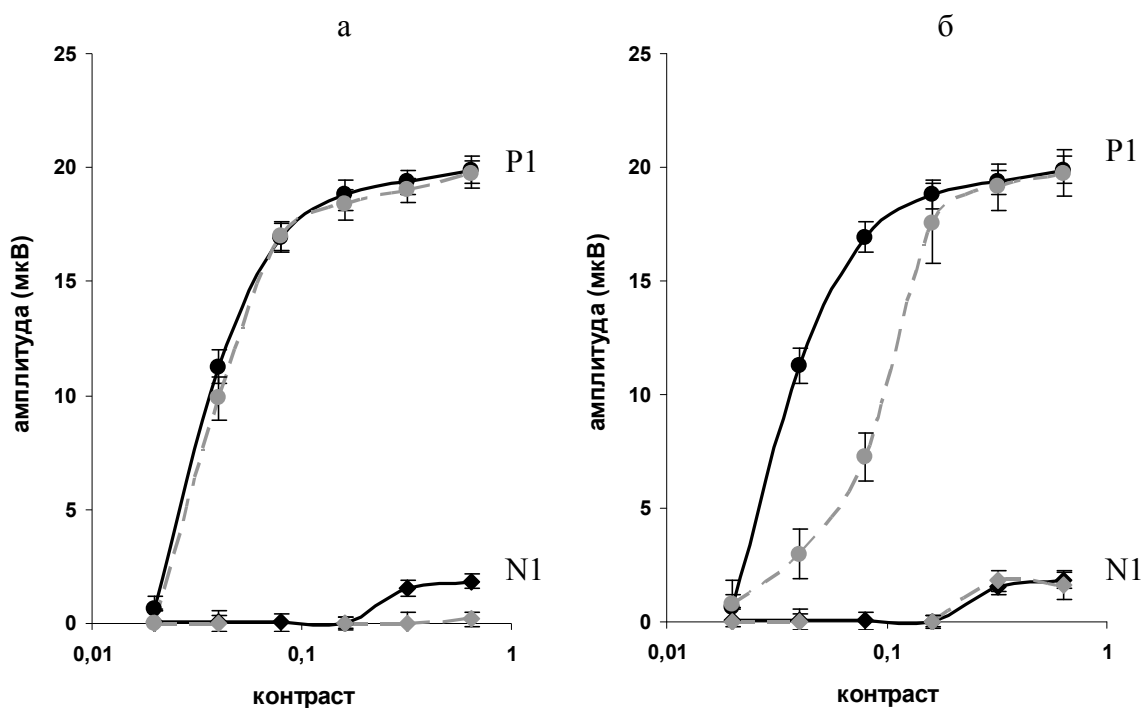 а
25
20
15
10
5
0
0,01
0,1
1
амплитуда (мкВ)
контраст
P1
N1
б
25
20
15
10
5
0
0,01
0,1
1
амплитуда (мкВ)
контраст
P1
N1